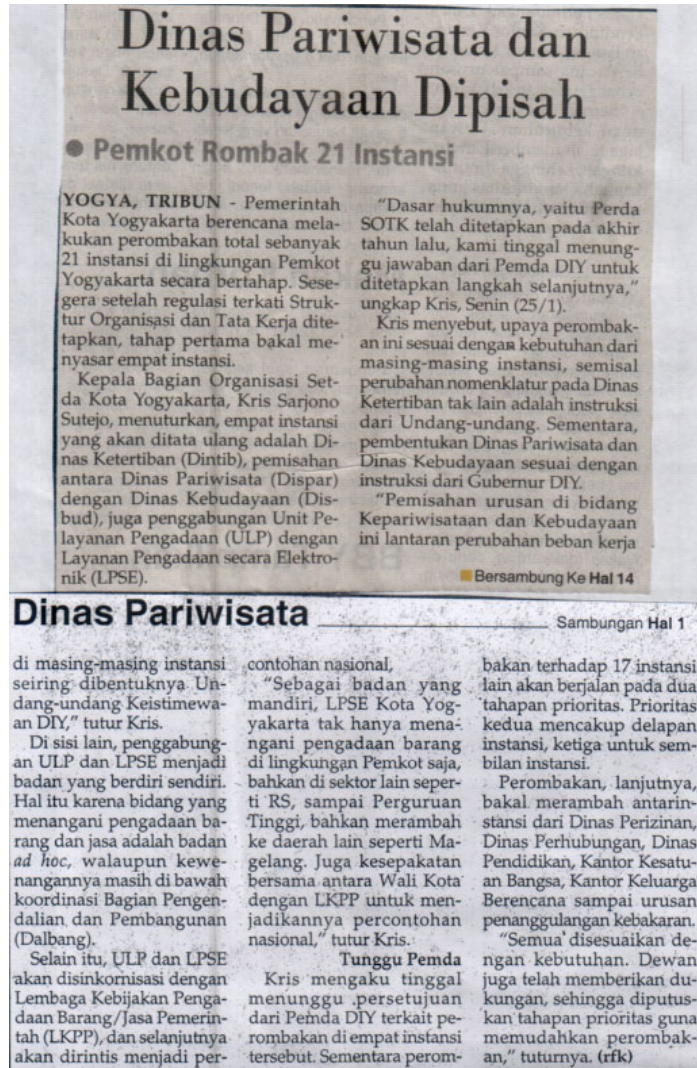 Dinas Pariwisata dan
Kebudayaan Dipisah
● Pemkot Rombak 21 Instansi
YOGYA, TRIBUN - Pemerintah
Kota Yogyakarta berencana mela-
kukan perombakan total sebanyak
21 instansi di lingkungan Pemkot
Yogyakarta secara bertahap. Sese-
gera setelah regulasi terkati Struk-
tur Organisasi dan Tata Kerja dite-
tapkan, tahap pertama bakal me-
nyasar empat instansi.
Kepala Bagian Organisasi Set-
da Kota Yogyakarta, Kris Sarjono
Sutejo, menuturkan, empat instansi
yang akan ditata ulang adalah Di-
nas Ketertiban (Dintib), pemisahan
antara Dinas Pariwisata (Dispar)
dengan Dinas Kebudayaan (Dis-
bud), juga penggabungan Unit Pe-
layanan Pengadaan (ULP) dengan
Layanan Pengadaan secara Elektro-
nik (LPSE).
"Dasar hukumnya, yaitu Perda
SOTK telah ditetapkan pada akhir
tahun lalu, kami tinggal menung-
gu jawaban dari Pemda DIY untuk
ditetapkan langkah selanjutnya,"
ungkap Kris, Senin (25/1).
Kris menyebut, upaya perombak-
an ini sesuai dengan kebutuhan dari
masing-masing instansi, semisal
perubahan nomenklatur pada Dinas
Ketertiban tak lain adalah instruksi
dari Undang-undang. Sementara,
pembentukan Dinas Pariwisata dan
Dinas Kebudayaan sesuai dengan
instruksi dari Gubernur DIY.
"Pemisahan urusan di bidang
Kepariwisataan dan Kebudayaan
ini lantaran perubahan beban kerja
Bersambung Ke Hal 14
Dinas Pariwisata
Sambungan Hal 1
di masing-masing instansi
seiring dibentuknya Un-
dang-undang Keistimewa-
an DIY," tutur Kris.
Di sisi lain, penggabung-
an ULP dan LPSE menjadi
badan yang berdiri sendiri.
Hal itu karena bidang yang
menangani pengadaan ba-
rang dan jasa adalah badan
ad hoc, walaupun kewe-
nangannya masih di bawah
koordinasi Bagian Pengen-
dalian dan Pembangunan
(Dalbang).
Selain itu, ULP dan LPSE
akan disinkornisasi dengan
Lembaga Kebijakan Penga-
daan Barang/Jasa Pemerin-
tah (LKPP), dan selanjutnya
akan dirintis menjadi per-
contohan nasional,
"Sebagai badan yang
mandiri, LPSE Kota Yog-
yakarta tak hanya mena-
ngani pengadaan barang
di lingkungan Pemkot saja,
bahkan di sektor lain seper-
ti RS, sampai Perguruan
Tinggi, bahkan merambah
ke daerah lain seperti Ma-
gelang. Juga kesepakatan
bersama antara Wali Kota
dengan LKPP untuk men-
jadikannya percontohan
nasional," tutur Kris.
Tunggu Pemda
Kris mengaku tinggal
menunggu persetujuan
dari Pemda DIY terkait pe-
rombakan di empat instansi
tersebut. Sementara perom-
bakan terhadap 17 instansi
lain akan berjalan pada dua
tahapan prioritas. Prioritas
kedua mencakup delapan
instansi, ketiga untuk sem-
bilan instansi.
Perombakan, lanjutnya,
bakal merambah antarin-
stansi dari Dinas Perizinan,
Dinas Perhubungan, Dinas
Pendidikan, Kantor Kesatu-
an Bangsa, Kantor Keluarga
Berencana sampai urusan
penanggulangan kebakaran.
"Semua disesuaikan de-
ngan kebutuhan. Dewan
juga telah memberikan du-
kungan, sehingga diputus-
kan tahapan prioritas guna
memudahkan perombak-
an," tuturnya. (rfk)